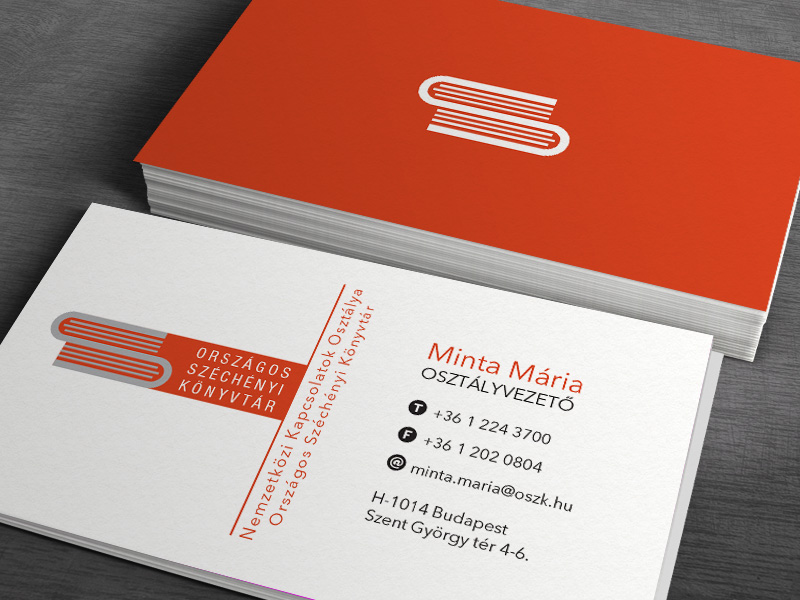 ORSZÁGOS
SZÉCHÉNYI
KÖNYVTÁR
Nemzetközi Kapcsolatok Osztálya
Országos Széchényi Könyvtár
Minta Mária
OSZTÁLYVEZETŐ
T +36 1 224 3700
F +36 1 202 0804
@ minta.maria@oszk.hu
H-1014 Budapest
Szent György tér 4-6.